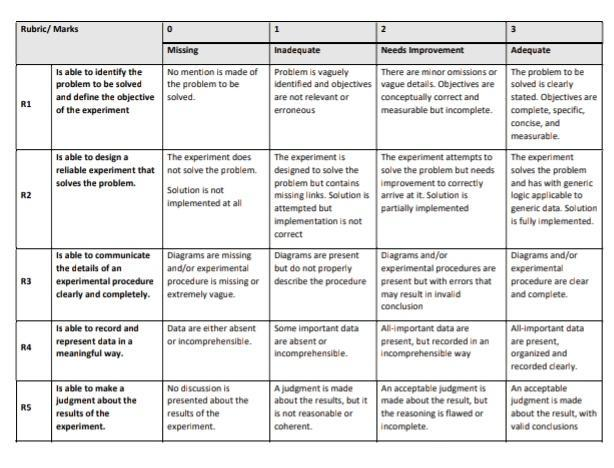 Rubric/ Marks 0 1 2 3
Missing Inadequate Needs Improvement Adequate
R1
Is able to identify the
problem to be solved
and define the objective
of the experiment
No mention is made of
the problem to be
solved.
Problem is vaguely
identified and objectives
are not relevant or
erroneous
There are minor omissions or
vague details. Objectives are
conceptually correct and
measurable but incomplete.
The problem to be
solved is clearly
stated. Objectives are
complete, specific,
concise, and
measurable.
R2
Is able to design a
reliable experiment that
solves the problem.
The experiment does
not solve the problem.
Solution is not
implemented at all
The experiment is
designed to solve the
problem but contains
missing links. Solution is
attempted but
implementation is not
correct
The experiment attempts to
solve the problem but needs
improvement to correctly
arrive at it. Solution is
partially implemented
The experiment
solves the problem
and has with generic
logic applicable to
generic data. Solution
is fully implemented.
R3
Is able to communicate
the details of an
experimental procedure
clearly and completely.
Diagrams are missing
and/or experimental
procedure is missing or
extremely vague.
Diagrams are present
but do not properly
describe the procedure
Diagrams and/or
experimental procedures are
present but with errors that
may result in invalid
conclusion
Diagrams and/or
experimental
procedure are clear
and complete.
R4
Is able to record and
represent data in a
meaningful way.
Data are either absent
or incomprehensible.
Some important data
are absent or
incomprehensible.
All-important data are
present, but recorded in an
incomprehensible way
All-important data
are present,
organized and
recorded clearly.
R5
Is able to make a
judgment about the
results of the
experiment.
No discussion is
presented about the
results of the
experiment.
A judgment is made
about the results, but it
is not reasonable or
coherent.
An acceptable judgment is
made about the result, but
the reasoning is flawed or
incomplete.
An acceptable
judgment is made
about the result, with
valid conclusions